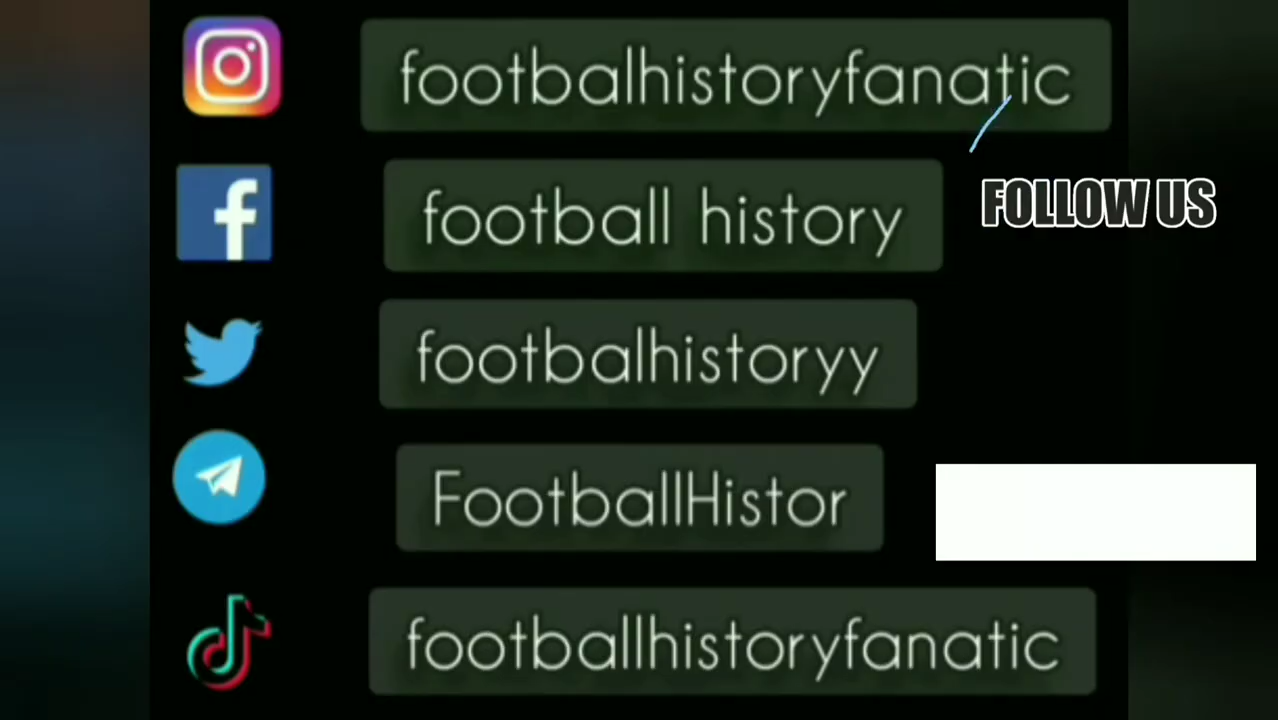 footbalhistoryfanatic
football history
FOLLOW US
footbalhistoryy
FootballHistor
footballhistoryfanatic